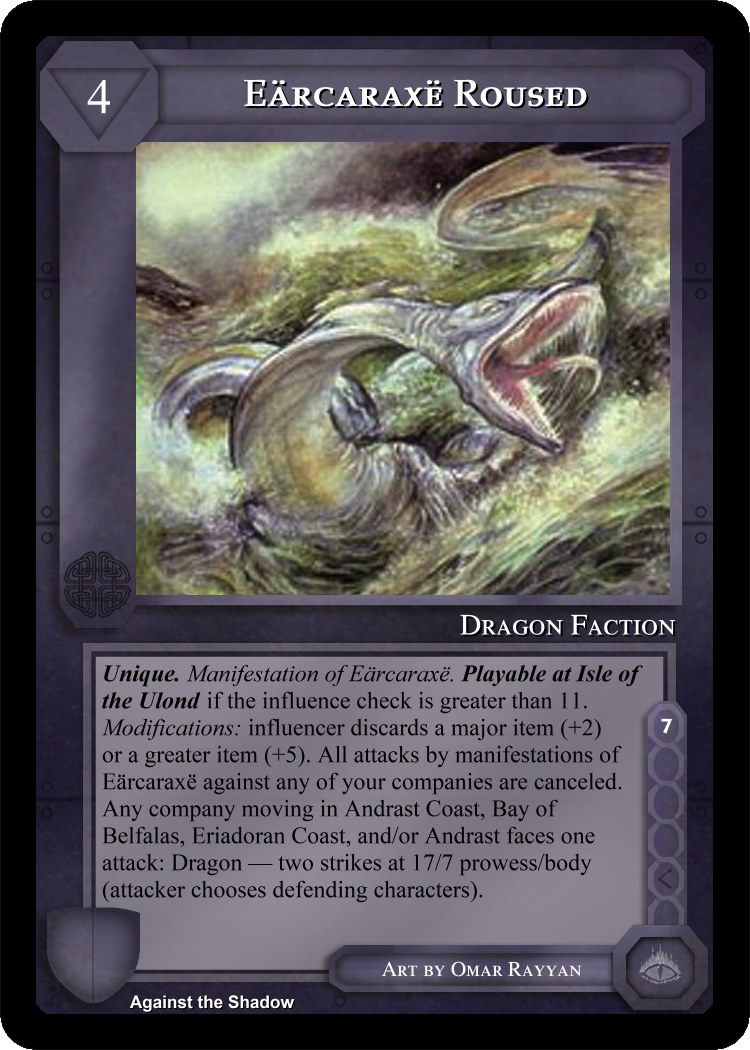 4
Eärcaraxë Roused
Dragon Faction
Unique. Manifestation of Eärcaraxë. Playable at Isle of
the Ulond if the influence check is greater than 11.
Modifications: influencer discards a major item (+2)
or a greater item (+5). All attacks by manifestations of
Eärcaraxë against any of your companies are canceled.
Any company moving in Andrast Coast, Bay of
Belfalas, Eriadoran Coast, and/or Andrast faces one
attack: Dragon — two strikes at 17/7 prowess/body
(attacker chooses defending characters).
7
Art by Omar Rayyan
Against the Shadow